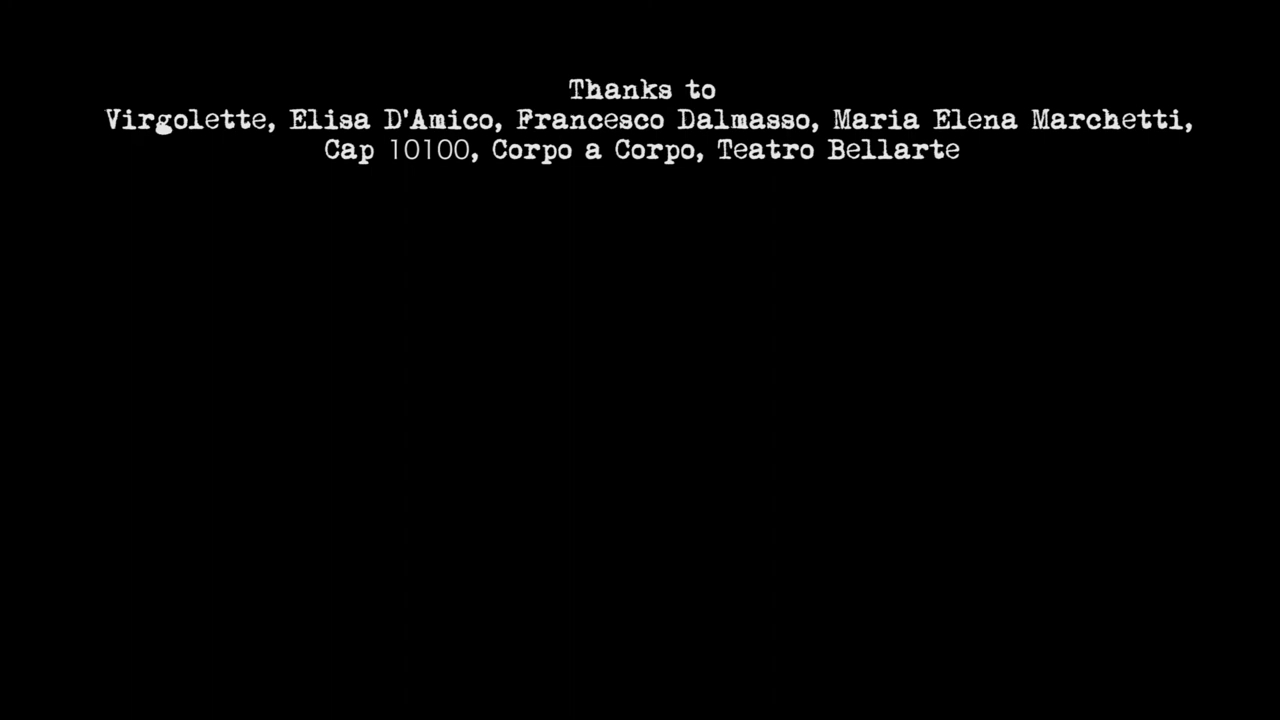 Thanks to
Virgolette, Elisa D'Amico, Francesco Dalmasso, Maria Elena Marchetti,
Cap 10100, Corpo a Corpo, Teatro Bellarte